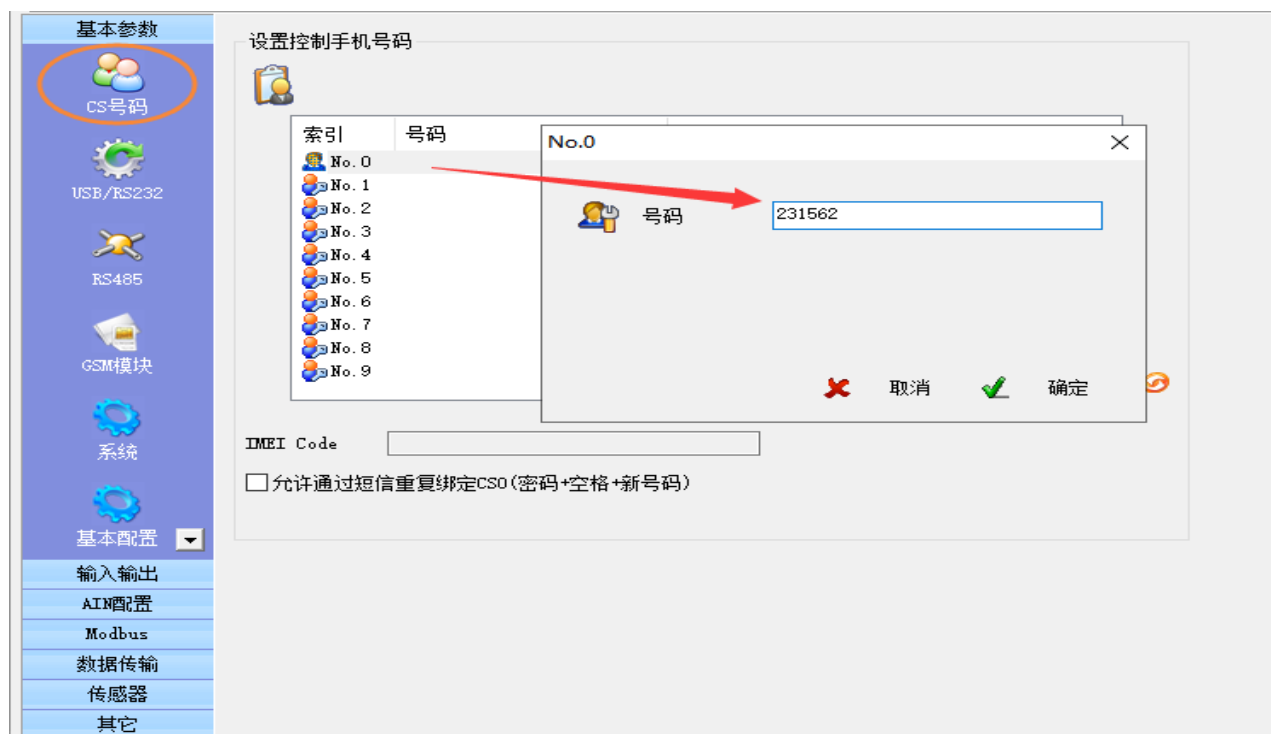 基本参数
CS号码
USB/RS232
RS485
GSM模块
系统
基本配置
输入输出
AIN配置
Modbus
数据传输
传感器
其它
设置控制手机号码
索引 号码
No.0
No.1
No.2
No.3
No.4
No.5
No.6
No.7
No.8
No.9
No.0
号码 231562
取消 确定
IMEI Code
允许通过短信重复绑定CS0(密码+空格+新号码)